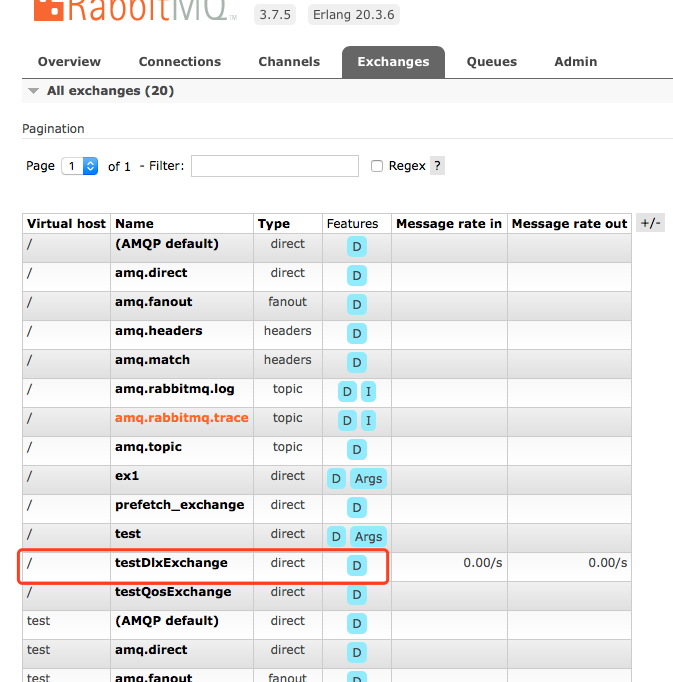 RabbitMQ™ 3.7.5 Erlang 20.3.6
Overview Connections Channels Exchanges Queues Admin
All exchanges (20)
Pagination
Page 1 of 1 - Filter: Regex ?
Virtual host Name Type Features Message rate in Message rate out +/-
/ (AMQP default) direct D
/ amq.direct direct D
/ amq.fanout fanout D
/ amq.headers headers D
/ amq.match headers D
/ amq.rabbitmq.log topic D I
/ amq.rabbitmq.trace topic D I
/ amq.topic topic D
/ ex1 direct D Args
/ prefetch_exchange direct D
/ test direct D Args
/ testDlxExchange direct D 0.00/s 0.00/s
/ testQosExchange direct D
test (AMQP default) direct D
test amq.direct direct D
test amq.fanout fanout D